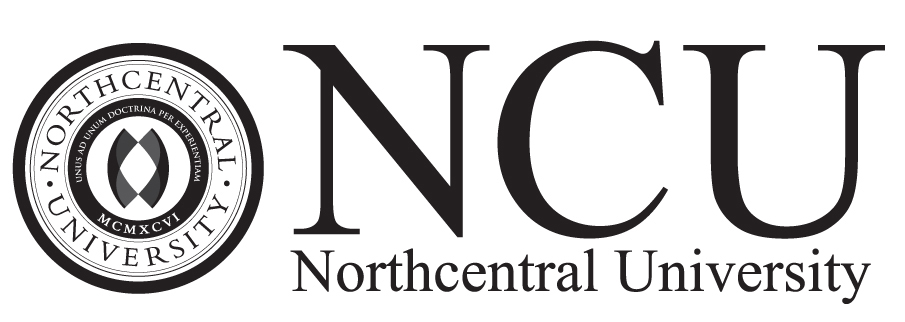 NORTHCENTRAL
UNIVERSITY
UNUS AD UNUM DOCTRINA PER EXPERIENTIAM
MCMXCVI
NCU
Northcentral University